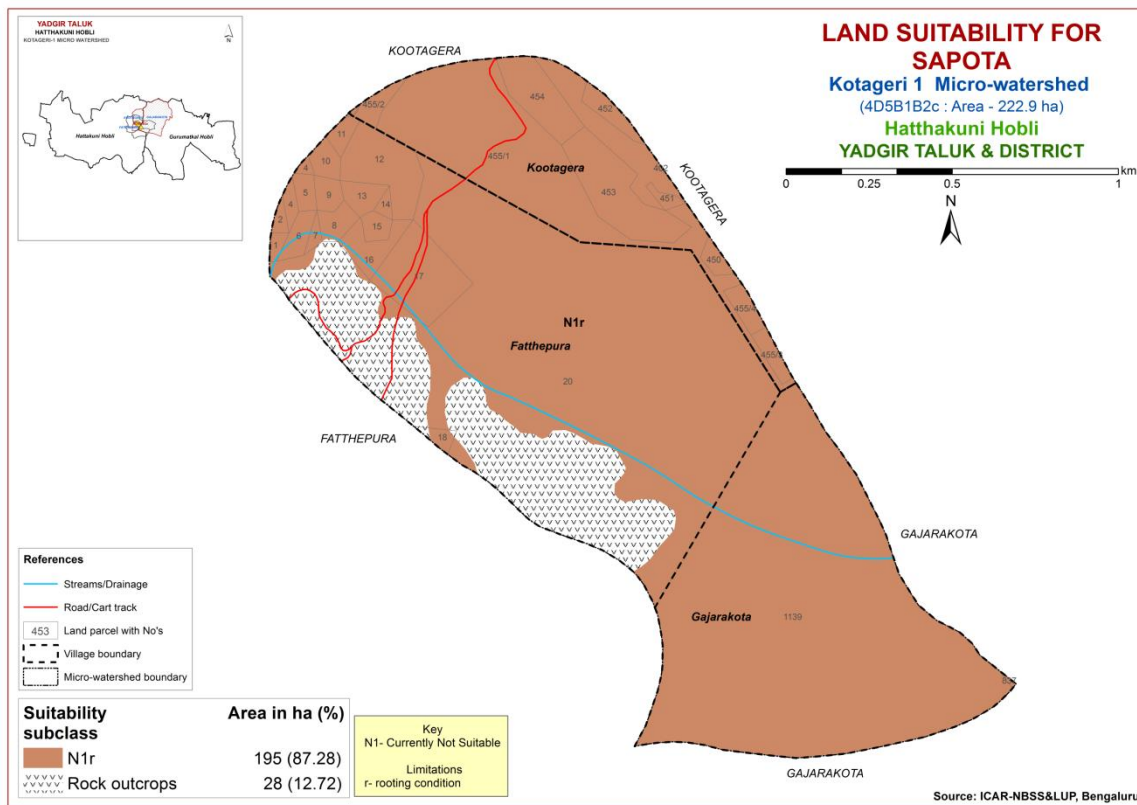 YADGIR TALUK
HATTHAKUNI HOBLI
KOTAGERI-1 MICRO WATERSHED
N
Hattakuni Hobli
Gurumatkal Hobli
LAND SUITABILITY FOR
SAPOTA
Kotageri 1 Micro-watershed
(4D5B1B2c : Area - 222.9 ha)
Hatthakuni Hobli
YADGIR TALUK & DISTRICT
km
0 0.25 0.5 1
N
KOOTAGERA
KOOTAGERA
455/2
454
452
11
12
455/1
10
4
Kootagera
462
453
451
5
9
13
14
4
2
15
8
6
7
1
16
17
450
455/4
N1r
Fatthepura
20
FATTHEPURA
18
GAJARAKOTA
Gajarakota
1139
GAJARAKOTA
References
Streams/Drainage
Road/Cart track
453 Land parcel with No's
Village boundary
Micro-watershed boundary
Suitability subclass Area in ha (%)
N1r 195 (87.28)
Rock outcrops 28 (12.72)
Key
N1- Currently Not Suitable
Limitations
r- rooting condition
Source: ICAR-NBSS&LUP, Bengaluru